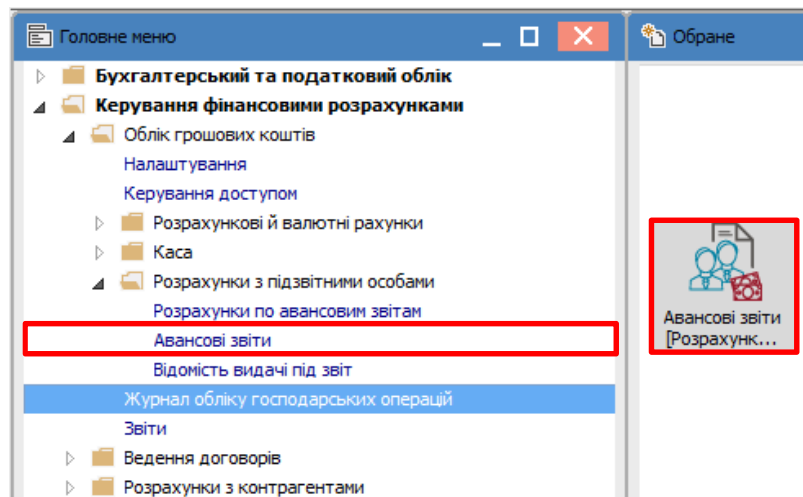 Головне меню
Бухгалтерський та податковий облік
Керування фінансовими розрахунками
Облік грошових коштів
Налаштування
Керування доступом
Розрахункові й валютні рахунки
Каса
Розрахунки з підзвітними особами
Розрахунки по авансовим звітам
Авансові звіти
Відомість видачі під звіт
Журнал обліку господарських операцій
Звіти
Ведення договорів
Розрахунки з контрагентами
Обране
Авансові звіти
[Розрахунк...